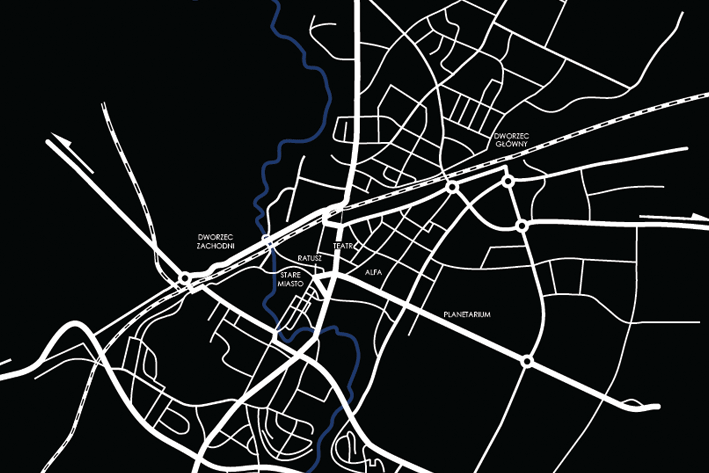 DWORZEC
GŁÓWNY
DWORZEC
ZACHODNI
TEATR
RATUSZ
STARE
MIASTO
ALFA
PLANETARIUM